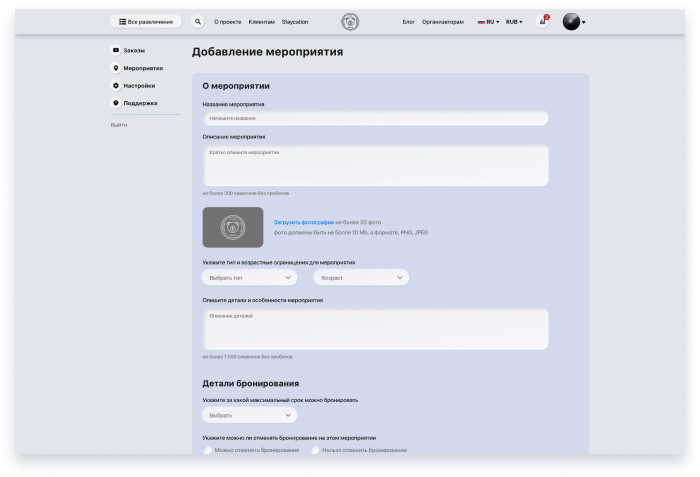 Все развлечения
О проекте Клиентам Staycation
Блог Организаторам RU RUB 2
Заказы
Мероприятия
Настройки
Поддержка
Выйти
Добавление мероприятия
О мероприятии
Название мероприятия
Напишите название
Описание мероприятия
Кратко опишите мероприятие
не более 200 символов без пробелов
Загрузить фотографии не более 20 фото
фото должены быть не болле 10 Mb, в формате, PNG, JPEG
Укажите тип и возрастные ограницения для мероприятия
Выбрать тип
Возраст
Опишите детали и особенности мероприятия
Описание деталей
не более 1 000 символов без пробелов
Детали бронирования
Укажите за какой максимальный срок можно бронировать
Выбрать
Укажите можно ли отменять бронирование на этом мероприятии
Можно отменить бронирование Нельзя отменить бронирования